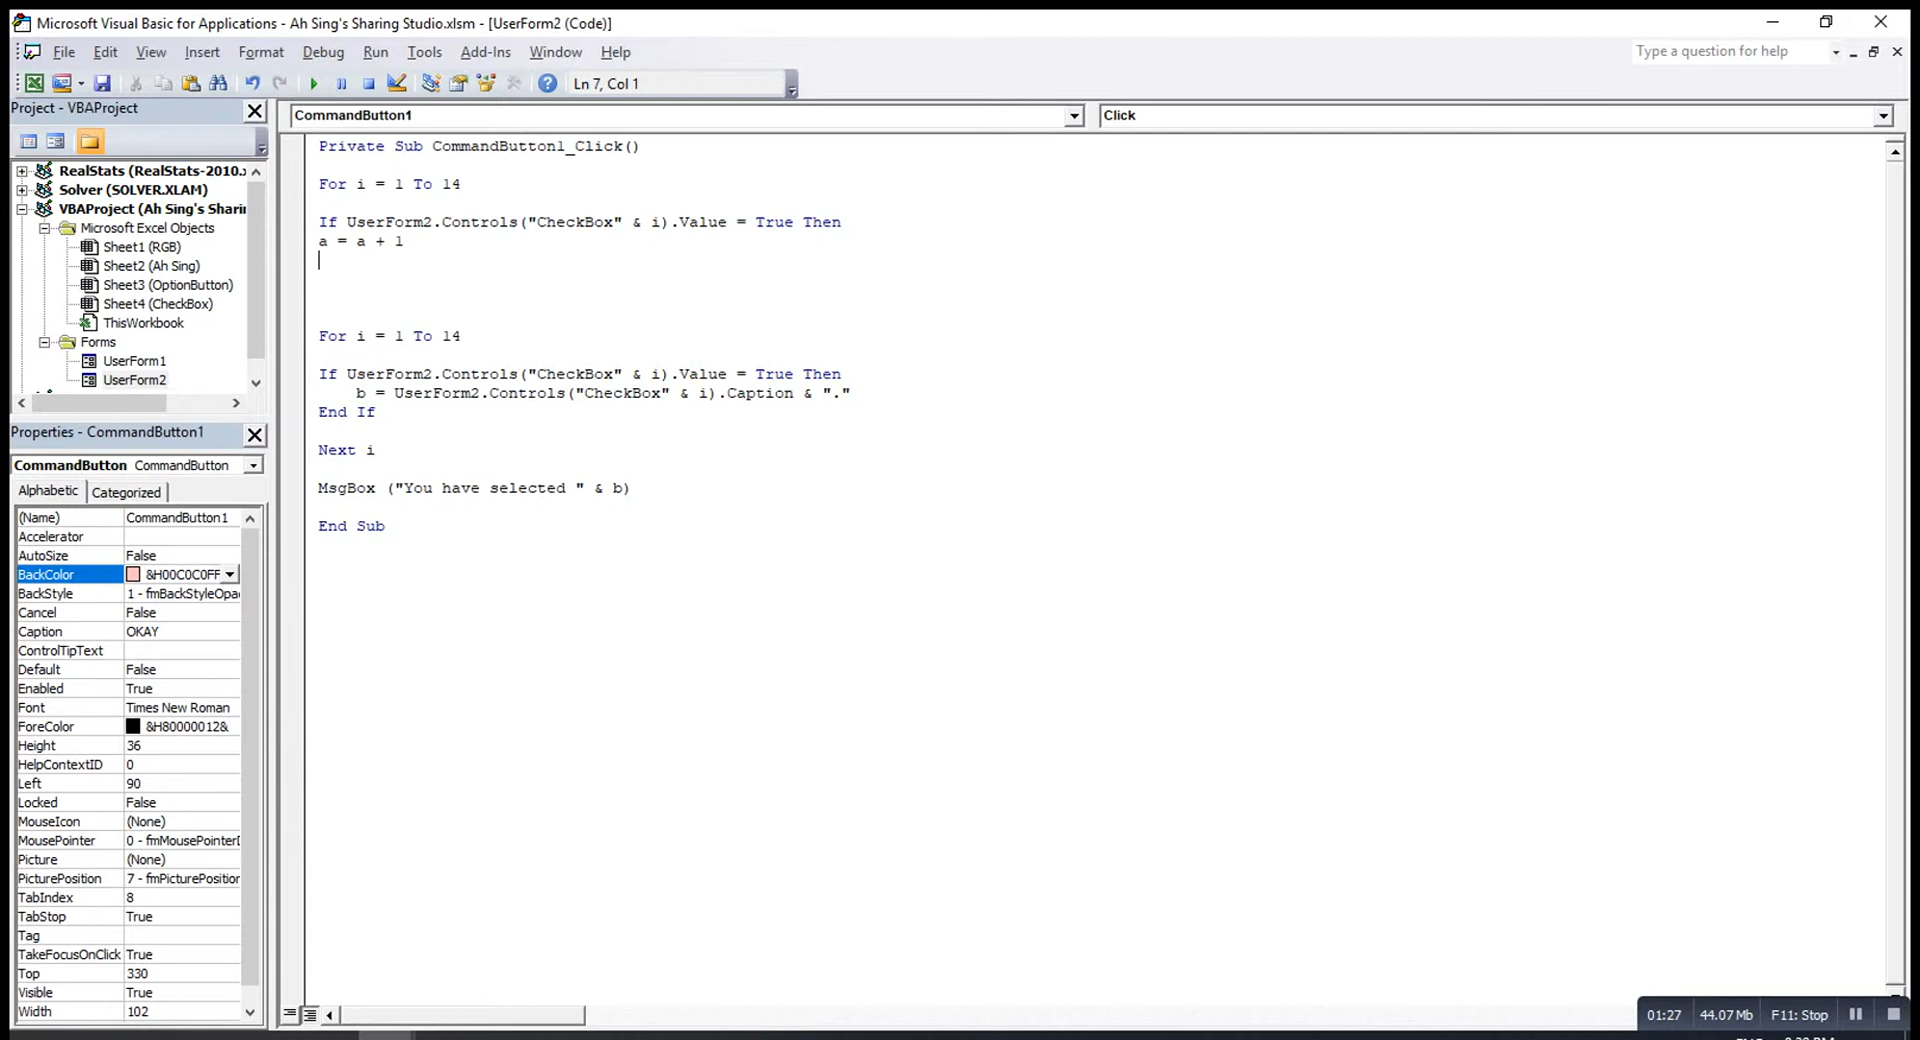 Microsoft Visual Basic for Applications - Ah Sing's Sharing Studio.xlsm - [UserForm2 (Code)]
File Edit View Insert Format Debug Run Tools Add-Ins Window Help
Type a question for help
Ln 7, Col 1
Project - VBAProject
CommandButton1
Click
RealStats (RealStats-2010.x
Solver (SOLVER.XLAM)
VBAProject (Ah Sing's Sharin
Microsoft Excel Objects
Sheet1 (RGB)
Sheet2 (Ah Sing)
Sheet3 (OptionButton)
Sheet4 (CheckBox)
ThisWorkbook
Forms
UserForm1
UserForm2
Private Sub CommandButton1_Click()
For i = 1 To 14
If UserForm2.Controls("CheckBox" & i).Value = True Then
a = a + 1
For i = 1 To 14
If UserForm2.Controls("CheckBox" & i).Value = True Then
b = UserForm2.Controls("CheckBox" & i).Caption & "."
End If
Next i
MsgBox ("You have selected " & b)
End Sub
Properties - CommandButton1
CommandButton1 CommandButton
Alphabetic Categorized
(Name) CommandButton1
Accelerator
AutoSize False
BackColor &H00C0C0FF
BackStyle 1 - fmBackStyleOpa
Cancel False
Caption OKAY
ControlTipText
Default False
Enabled True
Font Times New Roman
ForeColor &H80000012&
Height 36
HelpContextID 0
Left 90
Locked False
MouseIcon (None)
MousePointer 0 - fmMousePointerD
Picture (None)
PicturePosition 7 - fmPicturePosition
TabIndex 8
TabStop True
Tag
TakeFocusOnClick True
Top 330
Visible True
Width 102
01:27 44.07 Mb F11: Stop